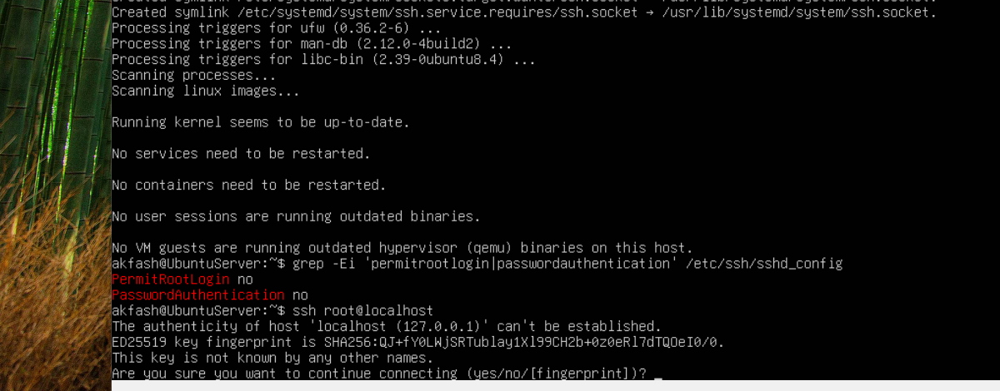 Created symlink /etc/systemd/system/ssh.service.requires/ssh.socket → /usr/lib/systemd/system/ssh.socket.
Processing triggers for ufw (0.36.2-6) ...
Processing triggers for man-db (2.12.0-4build2) ...
Processing triggers for libc-bin (2.39-0ubuntu8.4) ...
Scanning processes...
Scanning linux images...
Running kernel seems to be up-to-date.
No services need to be restarted.
No containers need to be restarted.
No user sessions are running outdated binaries.
No VM guests are running outdated hypervisor (qemu) binaries on this host.
akfash@UbuntuServer:~$ grep -Ei 'permitrootlogin|passwordauthentication' /etc/ssh/sshd_config
PermitRootLogin no
PasswordAuthentication no
akfash@UbuntuServer:~$ ssh root@localhost
The authenticity of host 'localhost (127.0.0.1)' can't be established.
ED25519 key fingerprint is SHA256:QJ+fY0LWjSRTublay1Xl99CH2b+0z0eRl7dTQOeI0/0.
This key is not known by any other names.
Are you sure you want to continue connecting (yes/no/[fingerprint])? _